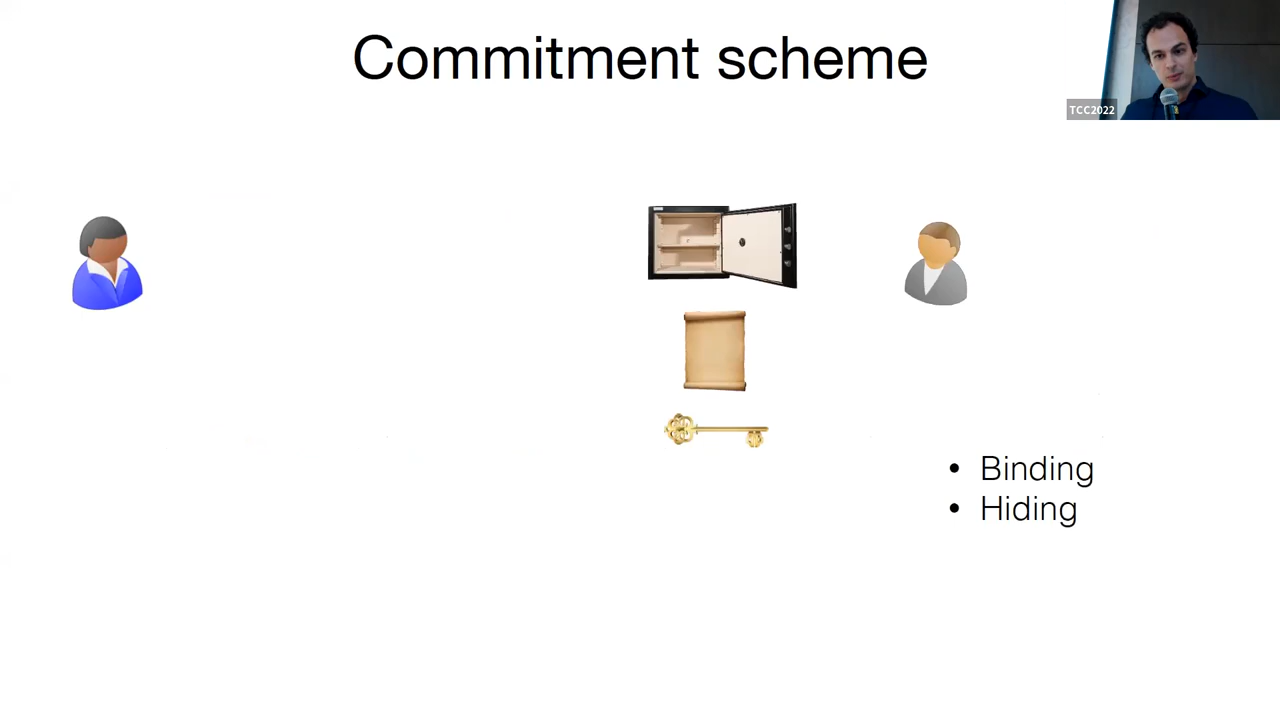 Commitment scheme
TCC2022
• Binding
• Hiding